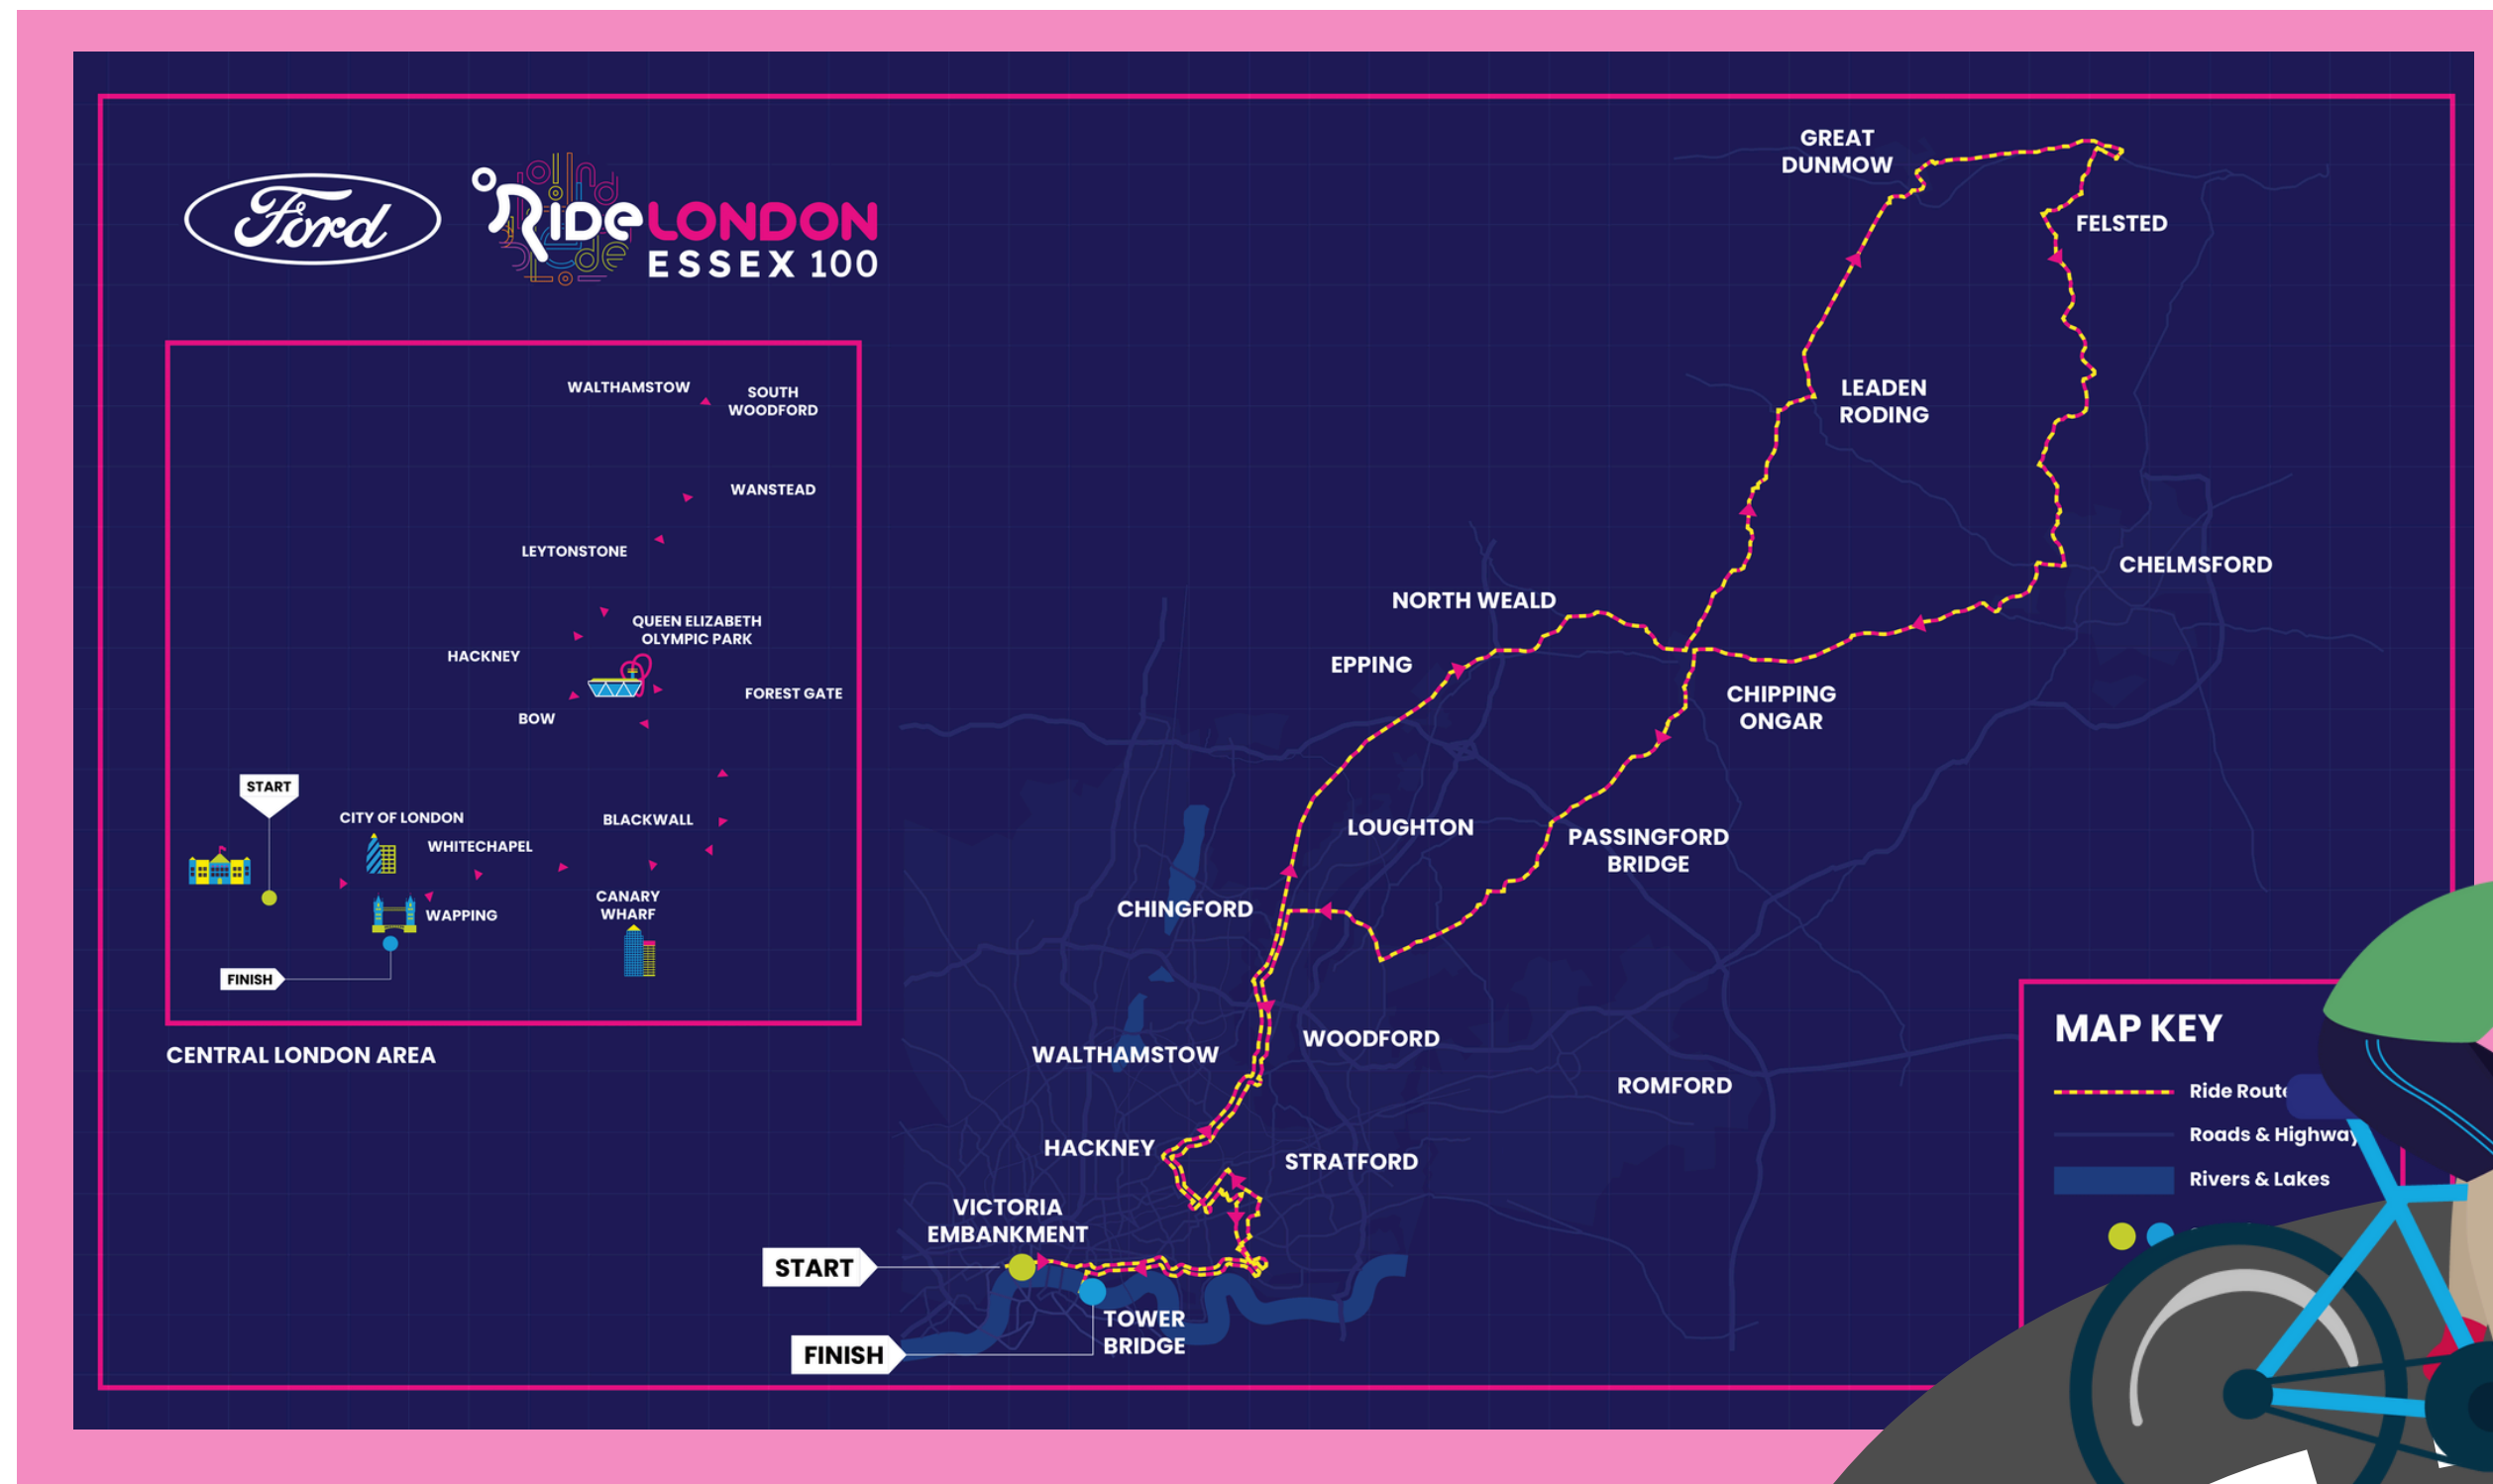 Ford
RIDELONDON
ESSEX 100
WALTHAMSTOW
SOUTH
WOODFORD
WANSTEAD
LEYTONSTONE
QUEEN ELIZABETH
OLYMPIC PARK
HACKNEY
FOREST GATE
BOW
START
CITY OF LONDON
BLACKWALL
WHITECHAPEL
CANARY
WHARF
WAPPING
FINISH
CENTRAL LONDON AREA
GREAT
DUNMOW
FELSTED
LEADEN
RODING
CHELMSFORD
NORTH WEALD
EPPING
CHIPPING
ONGAR
LOUGHTON
PASSINGFORD
BRIDGE
CHINGFORD
WOODFORD
WALTHAMSTOW
ROMFORD
HACKNEY
STRATFORD
VICTORIA
EMBANKMENT
START
TOWER
BRIDGE
FINISH
MAP KEY
Ride Route
Roads & Highway
Rivers & Lakes